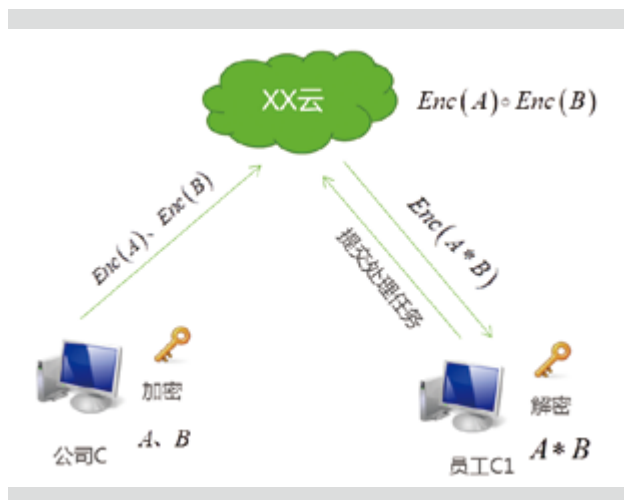 XX云
Enc(A)∘Enc(B)
Enc(A)、Enc(B)
Enc(A*B)
提交处理任务
加密
A、B
公司C
解密
A*B
员工C1